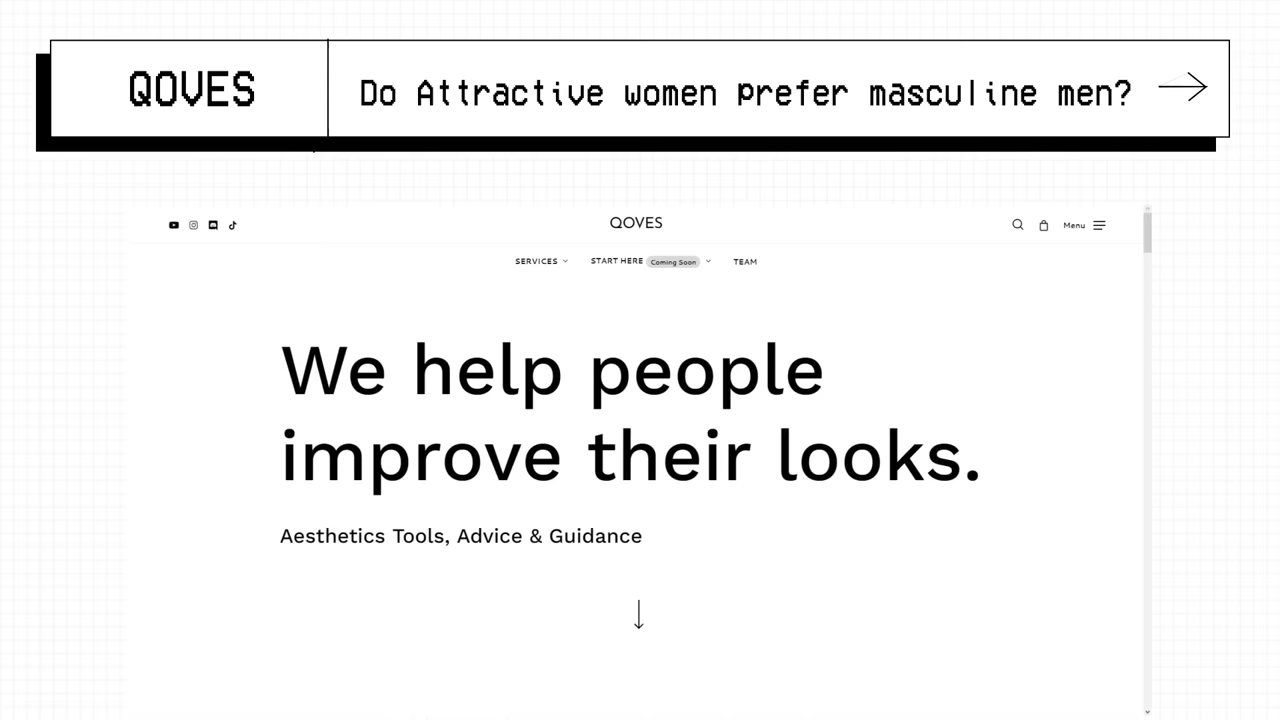 QOVES
Do Attractive women prefer masculine men?
QOVES
Menu
SERVICES
START HERE Coming Soon
TEAM
We help people
improve their looks.
Aesthetics Tools, Advice & Guidance